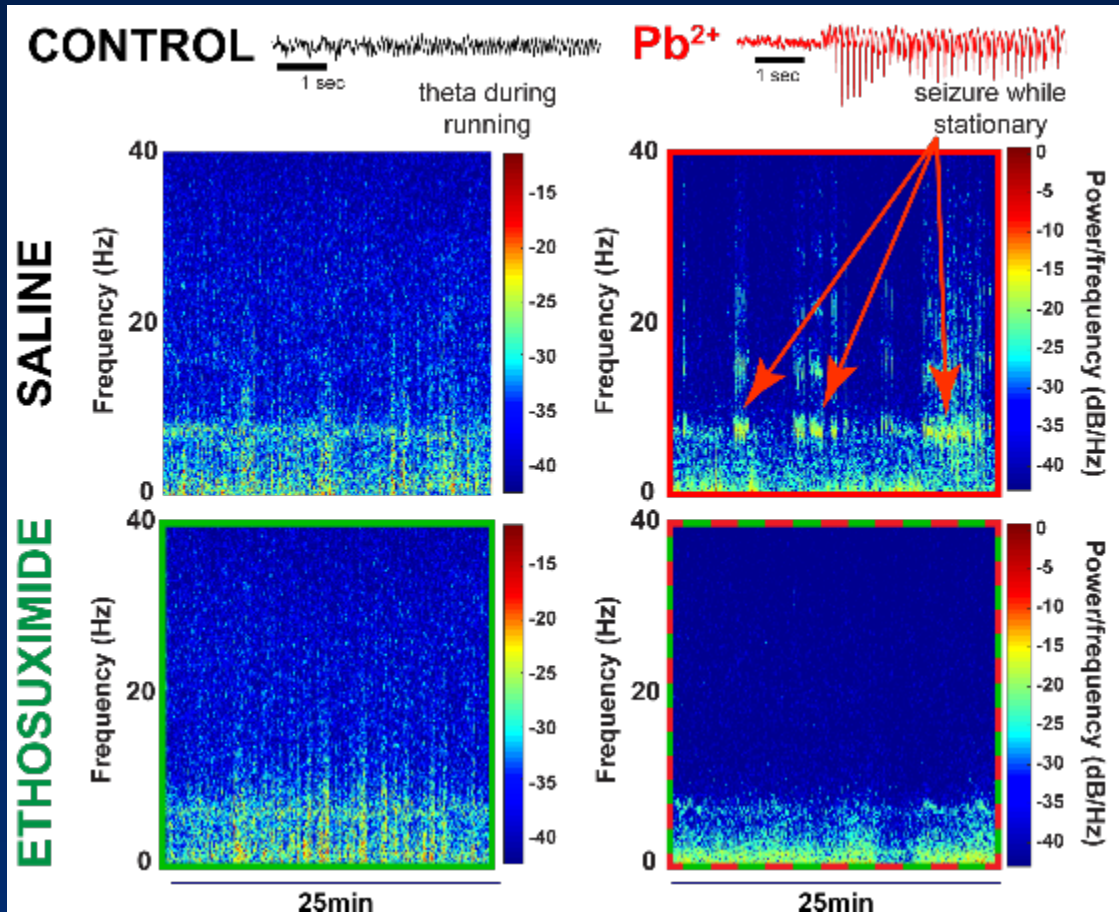 CONTROL
1 sec
theta during
running
Pb²⁺
1 sec
seizure while
stationary
SALINE
Frequency (Hz)
40
20
0
-15
-20
-25
-30
-35
-40
Frequency (Hz)
40
20
0
0
-5
-10
-15
-20
-25
-30
-35
-40
Power/frequency (dB/Hz)
ETHOSUXIMIDE
Frequency (Hz)
40
20
0
-15
-20
-25
-30
-35
-40
25min
Frequency (Hz)
40
20
0
0
-5
-10
-15
-20
-25
-30
-35
-40
Power/frequency (dB/Hz)
25min